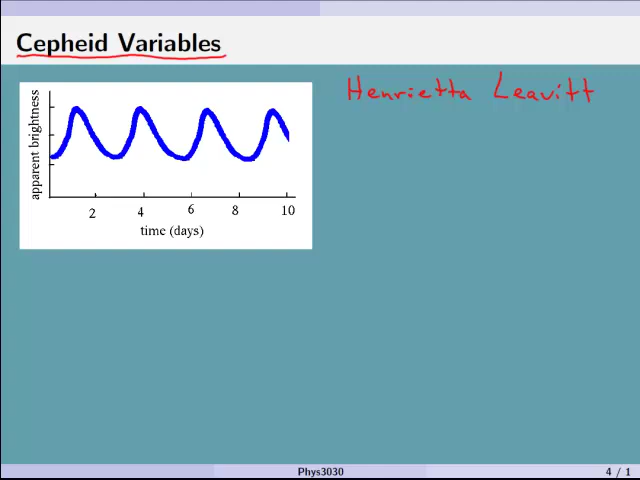 Cepheid Variables
Henrietta Leavitt
apparent brightness
2 4 6 8 10
time (days)
Phys3030
4 / 1